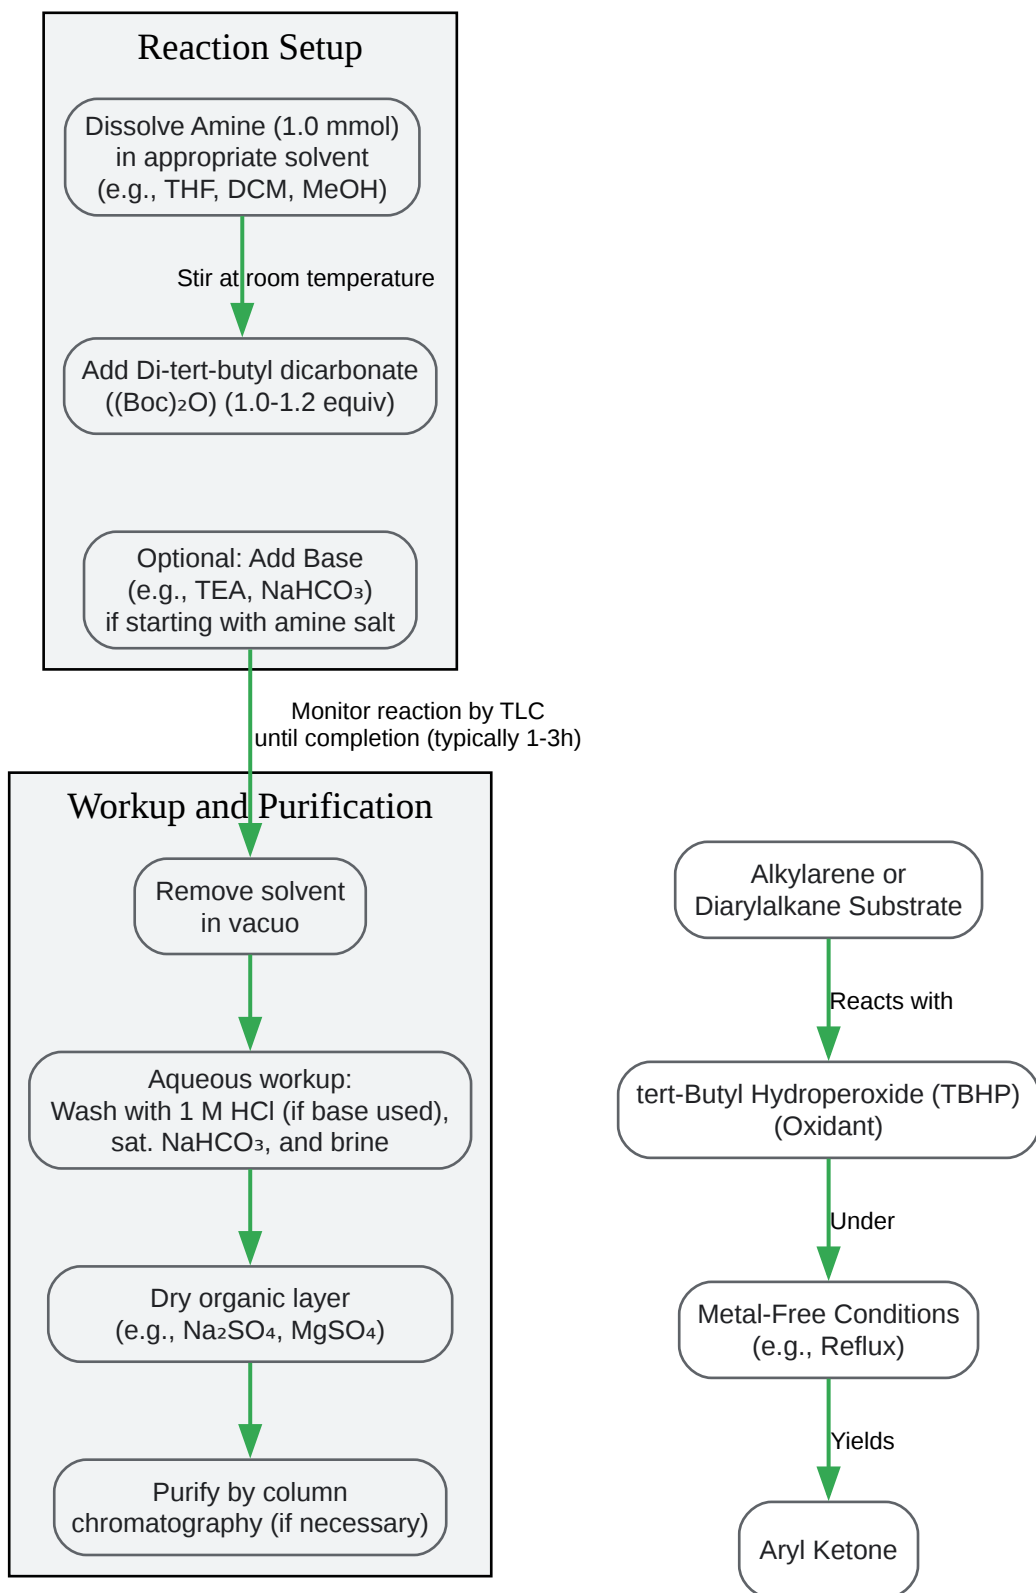 Reaction Setup
Dissolve Amine (1.0 mmol)
in appropriate solvent
(e.g., THF, DCM, MeOH)
Stir at room temperature
Add Di-tert-butyl dicarbonate
((Boc)₂O) (1.0-1.2 equiv)
Optional: Add Base
(e.g., TEA, NaHCO₃)
if starting with amine salt
Monitor reaction by TLC
until completion (typically 1-3h)
Workup and Purification
Remove solvent
in vacuo
Aqueous workup:
Wash with 1 M HCl (if base used),
sat. NaHCO₃, and brine
Dry organic layer
(e.g., Na₂SO₄, MgSO₄)
Purify by column
chromatography (if necessary)
Alkylarene or
Diarylalkane Substrate
Reacts with
tert-Butyl Hydroperoxide (TBHP)
(Oxidant)
Under
Metal-Free Conditions
(e.g., Reflux)
Yields
Aryl Ketone